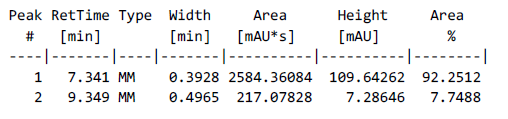 Peak RetTime Type  Width     Area      Height     Area
  #   [min]        [min]   [mAU*s]     [mAU]        %
----|-------|----|-------|----------|----------|--------|
   1   7.341 MM    0.3928 2584.36084  109.64262  92.2512
   2   9.349 MM    0.4965  217.07828    7.28646   7.7488